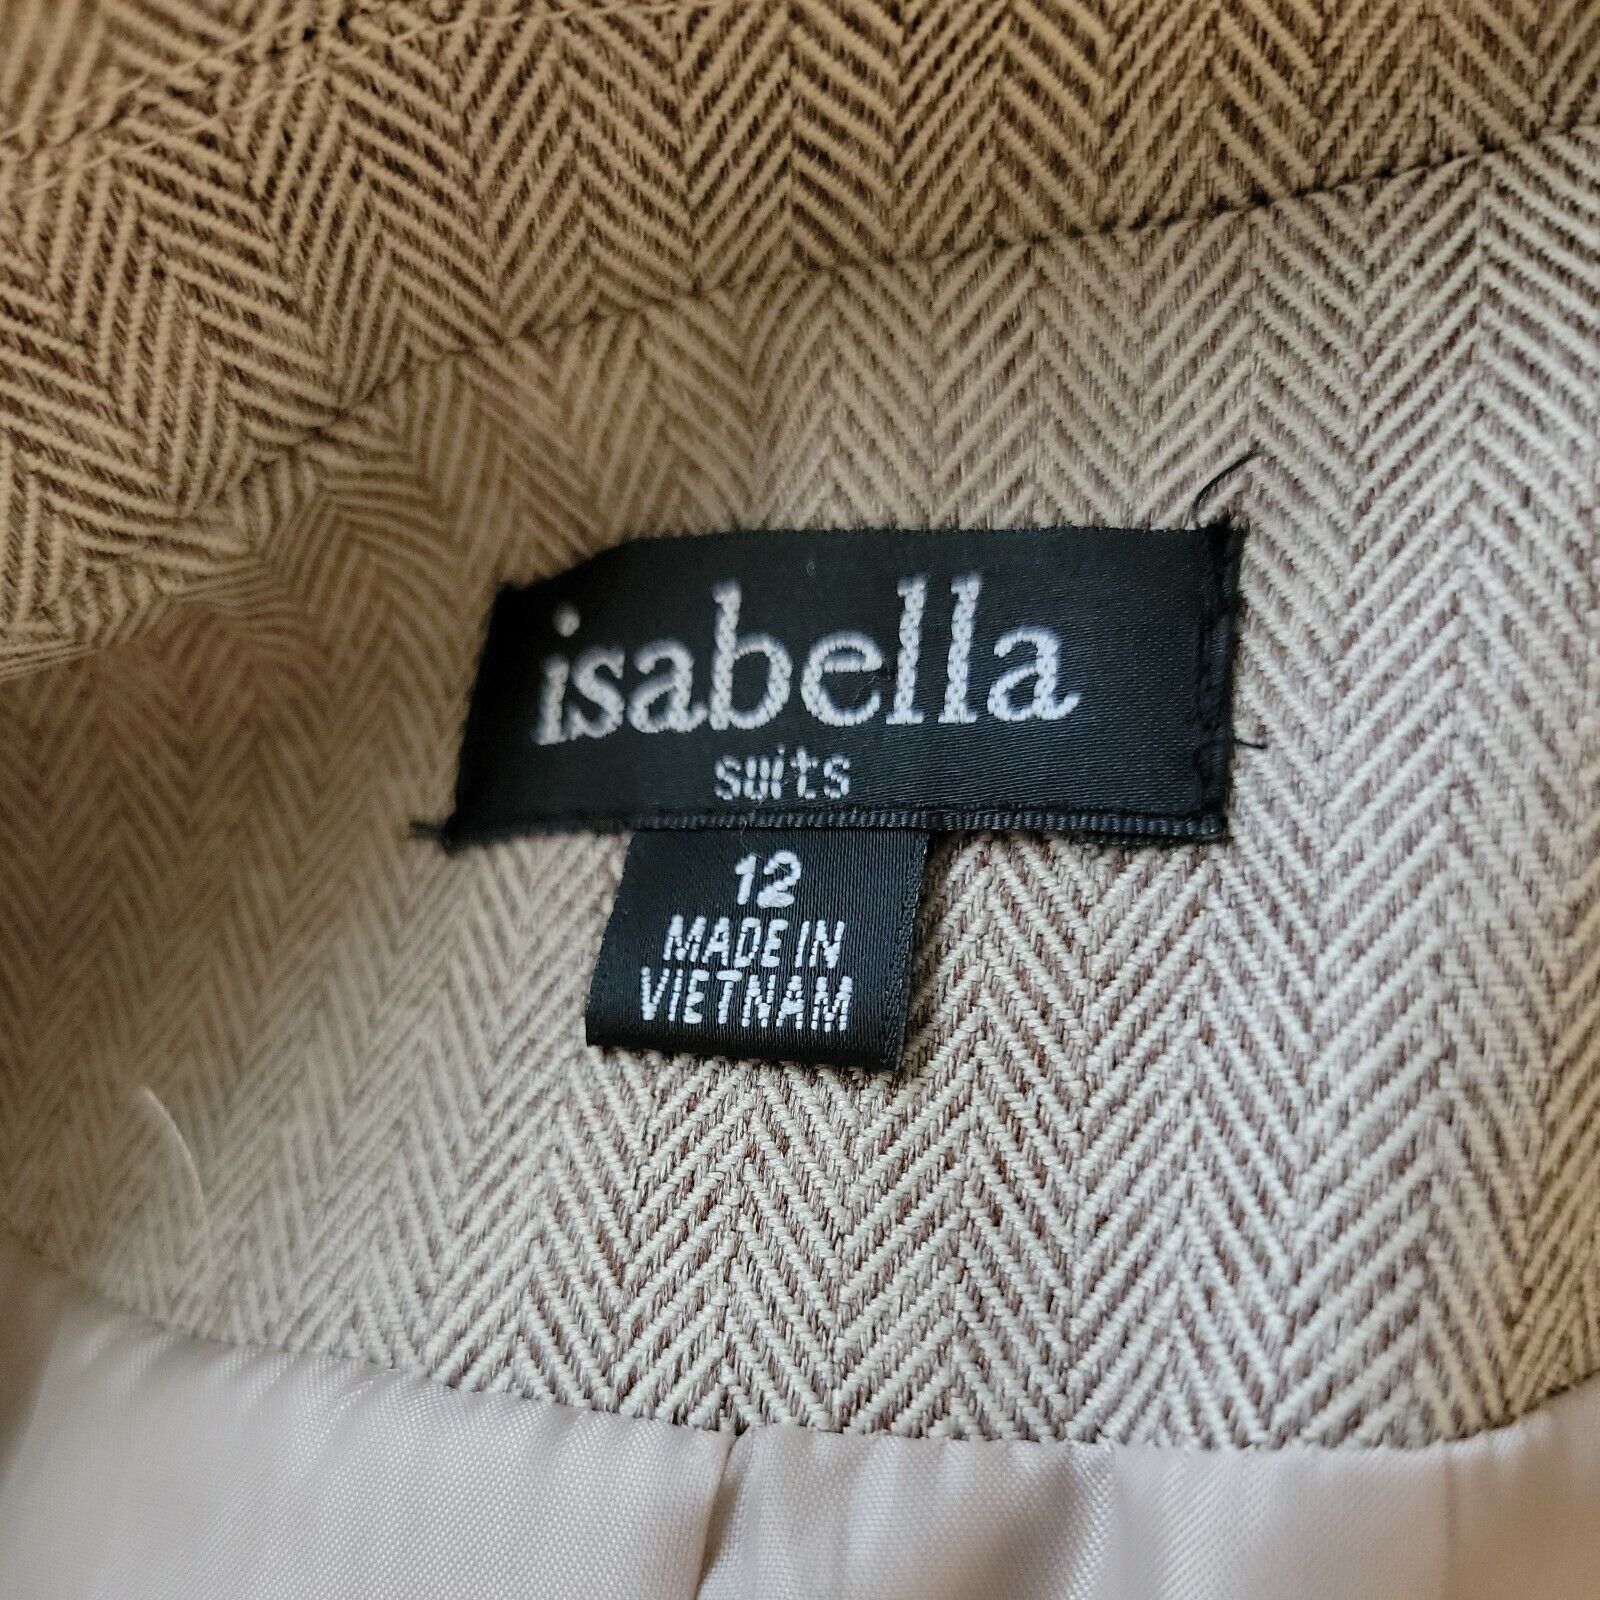 isabella
suits
12
MADE IN
VIETNAM